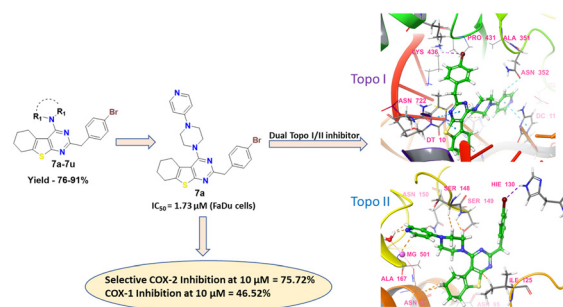 R₁ R₁
N
N
N
S
Br
7a-7u
Yield - 76-91%
N
N
N
N
N
S
Br
7a
IC₅₀ = 1.73 µM (FaDu cells)
Dual Topo I/II inhibitor
Selective COX-2 Inhibition at 10 µM = 75.72%
COX-1 Inhibition at 10 µM = 46.52%
Topo I
PRO 431
ALA 351
LYS 436
ASN 352
ASN 722
DC 11
DT 10
Topo II
SER 148
HIE 130
ASN 150
SER 149
MG 501
ALA 167
ILE 125